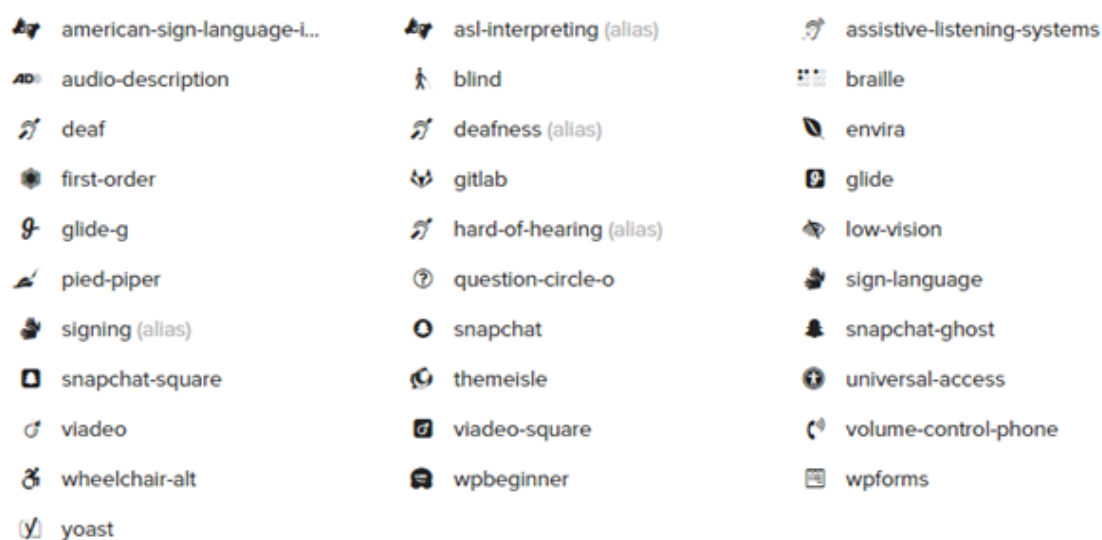 american-sign-language-i... asl-interpreting (alias) assistive-listening-systems
audio-description blind braille
deaf deafness (alias) envira
first-order gitlab glide
glide-g hard-of-hearing (alias) low-vision
pied-piper question-circle-o sign-language
signing (alias) snapchat snapchat-ghost
snapchat-square themeisle universal-access
viadeo viadeo-square volume-control-phone
wheelchair-alt wpbeginner wpforms
yoast